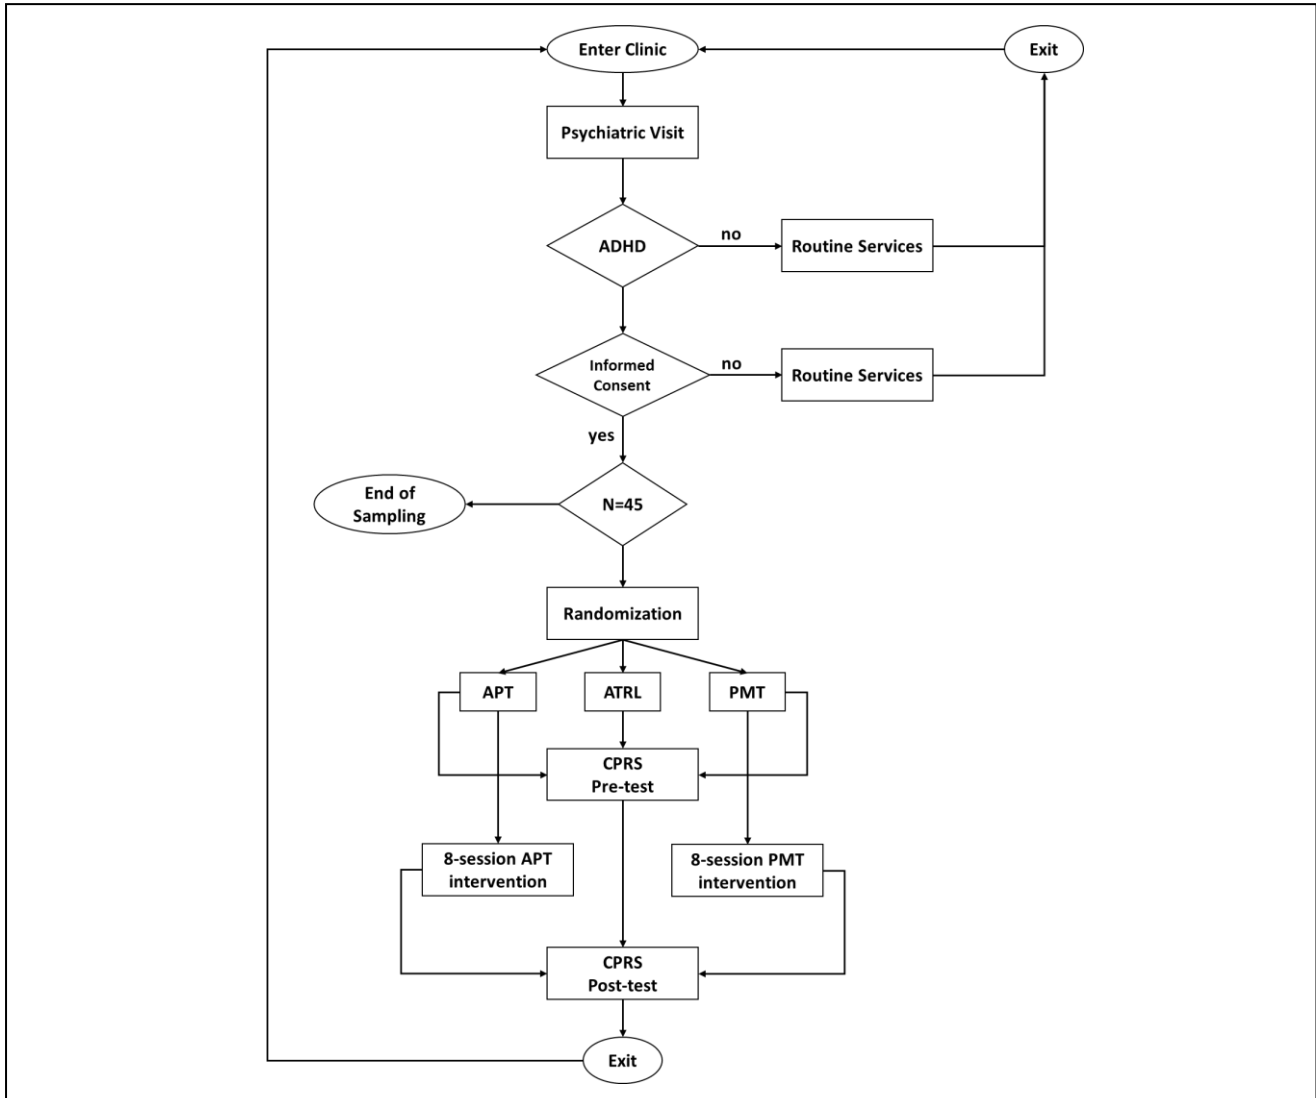 Enter Clinic
Exit
Psychiatric Visit
ADHD
no
Routine Services
Informed
Consent
no
Routine Services
yes
End of
Sampling
N=45
Randomization
APT
ATRL
PMT
CPRS
Pre-test
8-session APT
intervention
8-session PMT
intervention
CPRS
Post-test
Exit